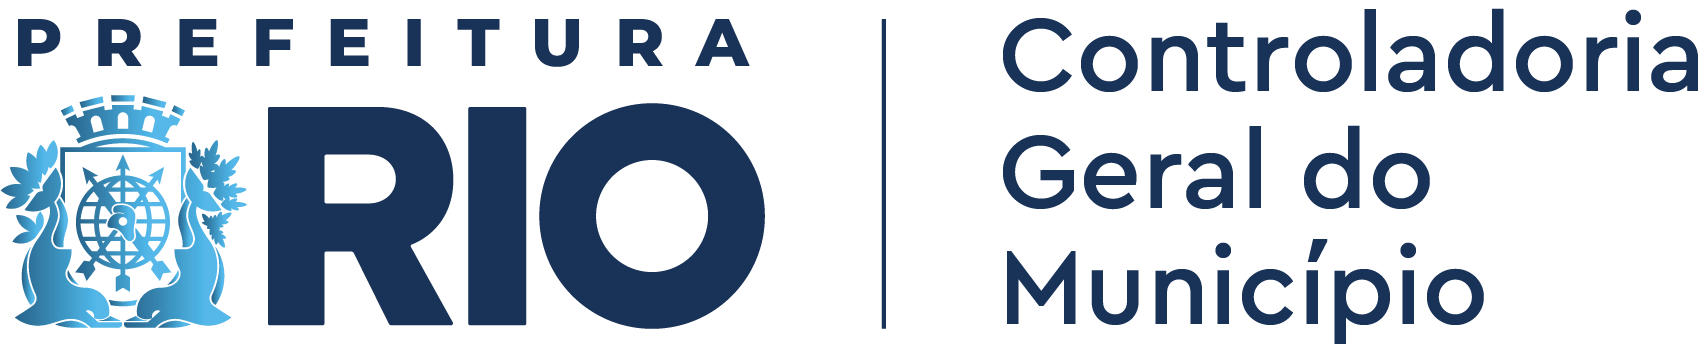 PREFEITURA
RIO
Controladoria
Geral do
Município